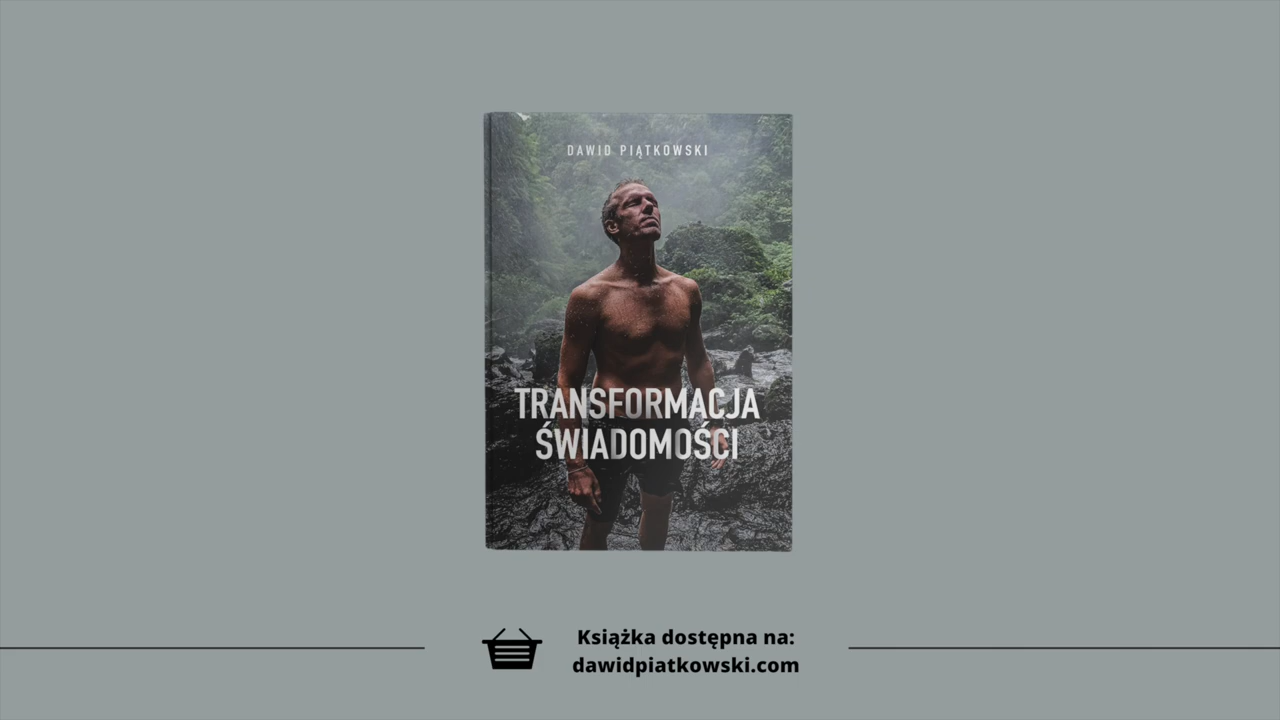 DAWID PIĄTKOWSKI
TRANSFORMACJA
ŚWIADOMOŚCI
Książka dostępna na:
dawidpiatkowski.com